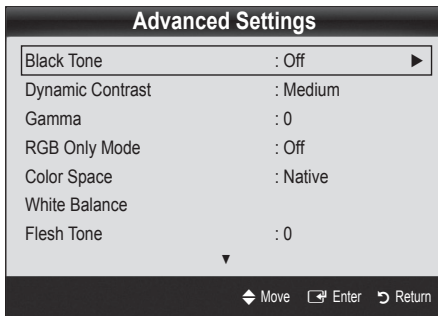 Advanced Settings
Black Tone : Off ▶
Dynamic Contrast : Medium
Gamma : 0
RGB Only Mode : Off
Color Space : Native
White Balance
Flesh Tone : 0
▼
Move Enter Return